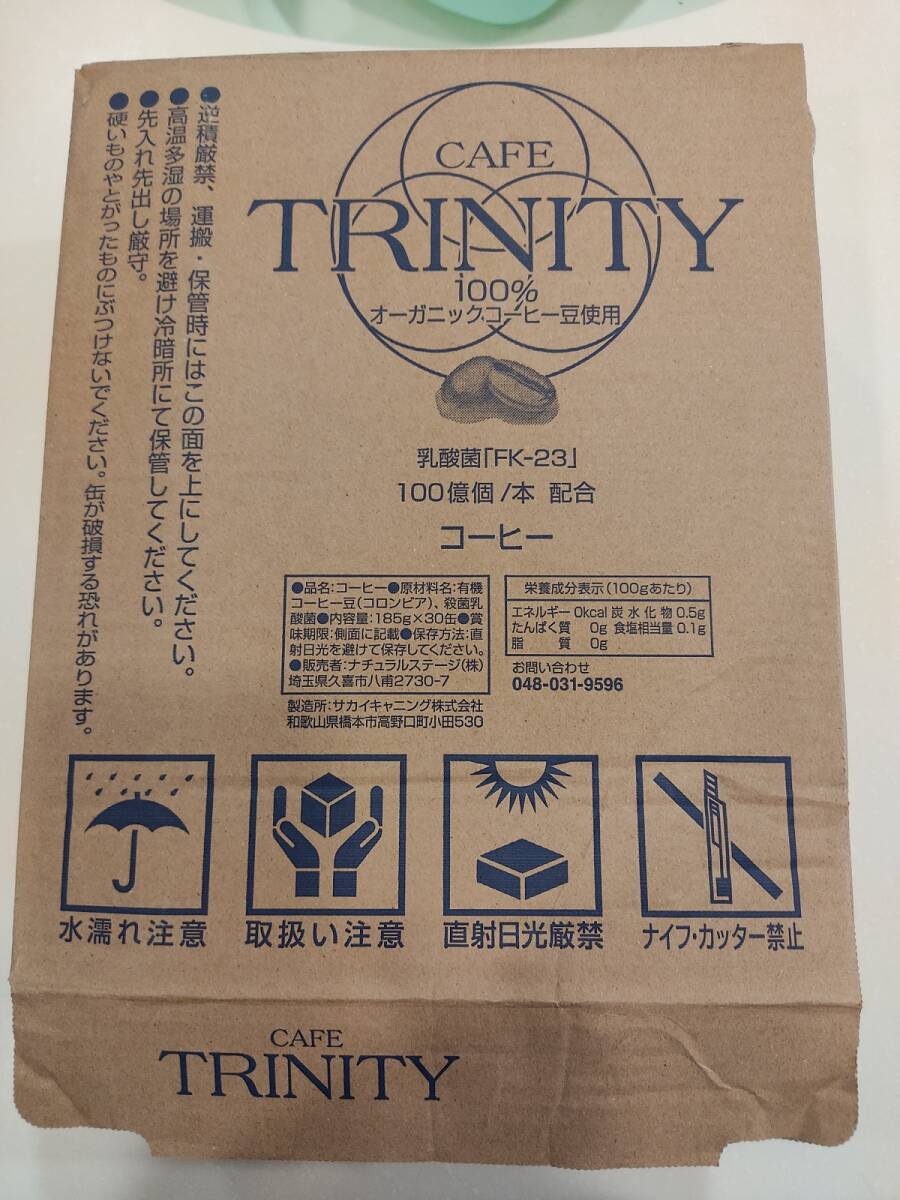 ●逆積厳禁、運搬・保管時にはこの面を上にしてください。
●高温多湿の場所を避け冷暗所にて保管してください。
●先入れ先出し厳守。
●硬いものやとがったものにぶつけないでください。缶が破損する恐れがあります。
CAFE
TRINITY
100%
オーガニックコーヒー豆使用
乳酸菌「FK-23」
100億個/本 配合
コーヒー
●品名:コーヒー●原材料名:有機
コーヒー豆(コロンビア)、殺菌乳
酸菌●内容量:185g×30缶●賞
味期限:側面に記載●保存方法:直
射日光を避けて保存してください。
●販売者:ナチュラルステージ(株)
埼玉県久喜市八甫2730-7
製造所:サカイキャニング株式会社
和歌山県橋本市高野口町小田530
栄養成分表示(100gあたり)
エネルギー 0kcal 炭水化物 0.5g
たんぱく質 0g 食塩相当量 0.1g
脂質 0g
お問い合わせ
048-031-9596
水濡れ注意
取扱い注意
直射日光厳禁
ナイフ・カッター禁止
CAFE
TRINITY